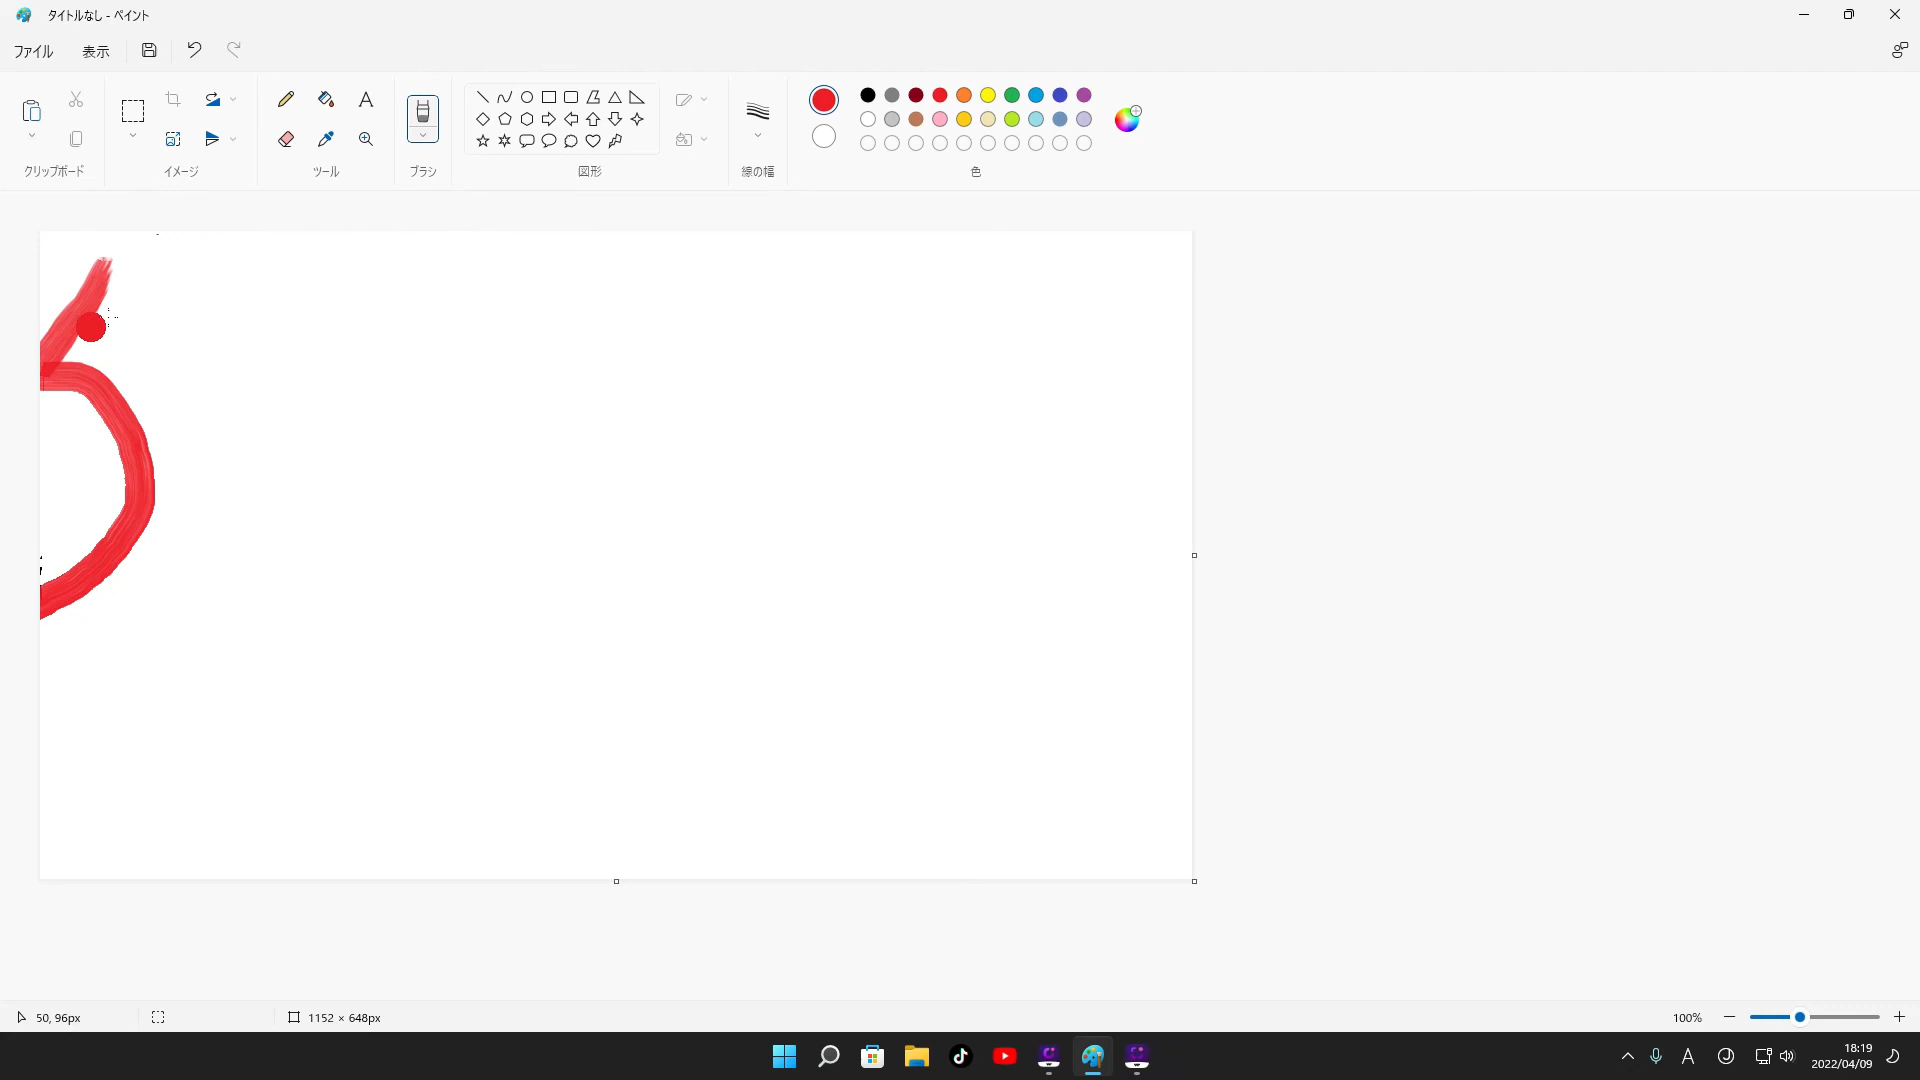 タイトルなし - ペイント
ファイル
表示
クリップボード
イメージ
ツール
ブラシ
図形
線の幅
色
50, 96px
1152 × 648px
100%
A
18:19
2022/04/09